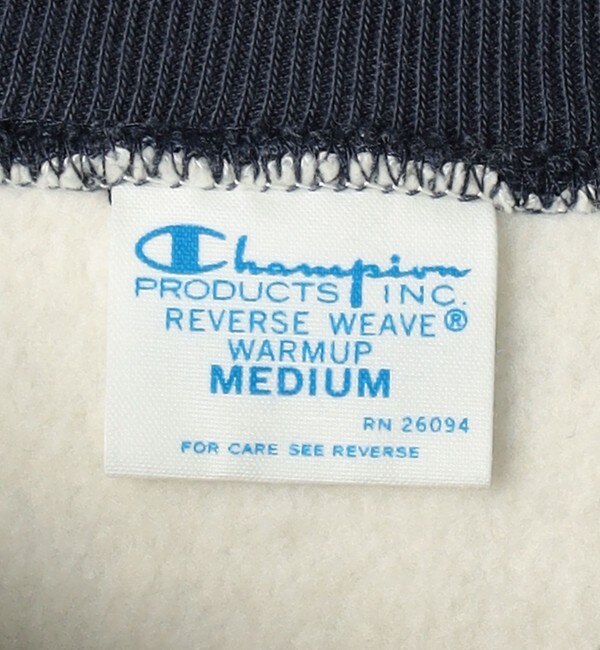 Champion
PRODUCTS INC.
REVERSE WEAVE®
WARMUP
MEDIUM
RN 26094
FOR CARE SEE REVERSE